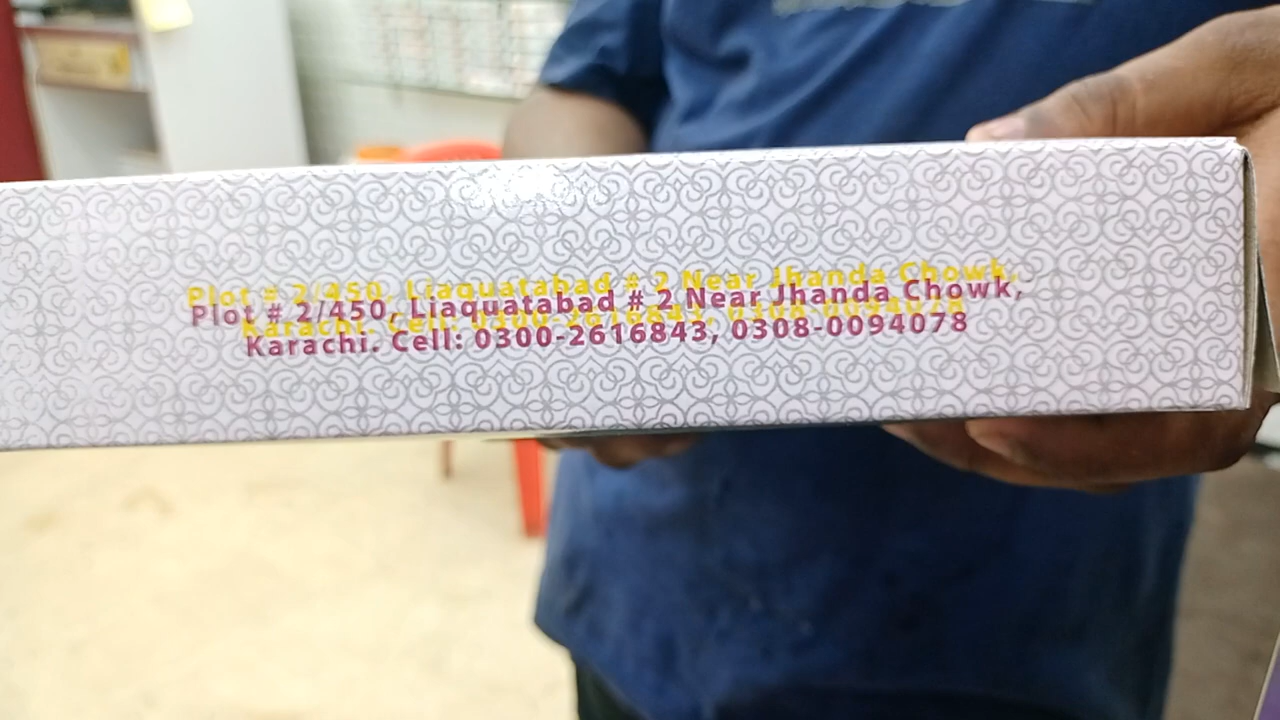 Plot # 2/450, Liaquatabad # 2 Near Jhanda Chowk,
Karachi. Cell: 0300-2616843, 0308-0094078